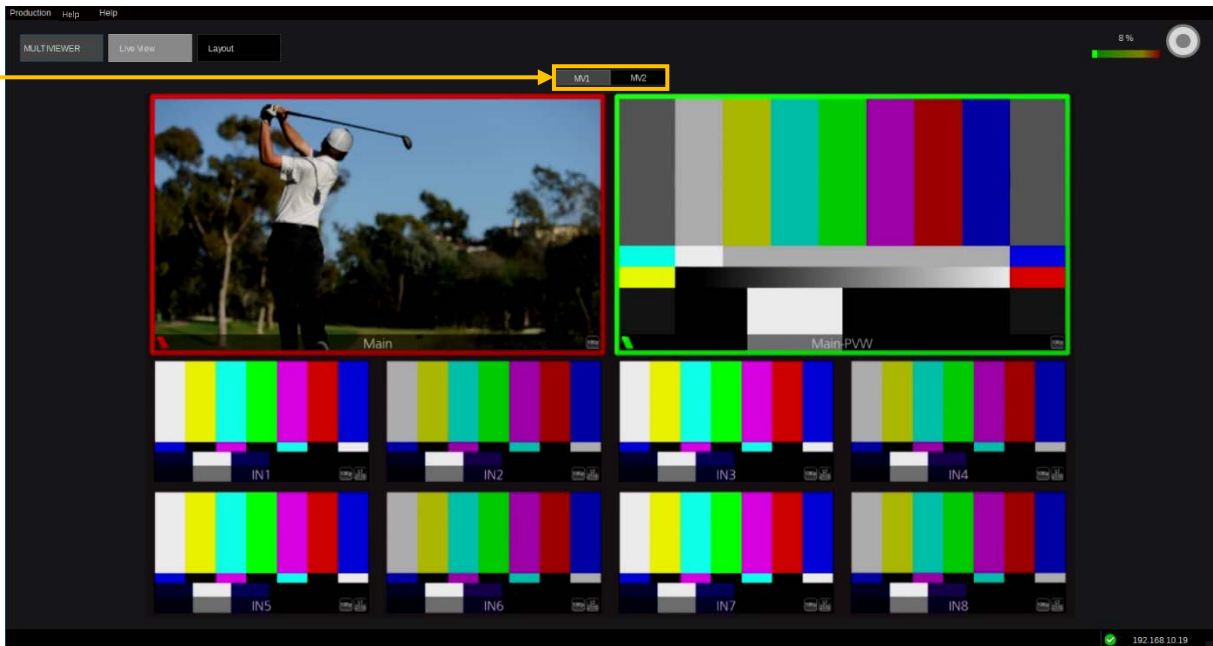 Production Help Help
MULTIVIEWER Live View Layout 8 %
MV1 MV2
Main Main-PVW
IN1 IN2 IN3 IN4
IN5 IN6 IN7 IN8
192.168.10.19